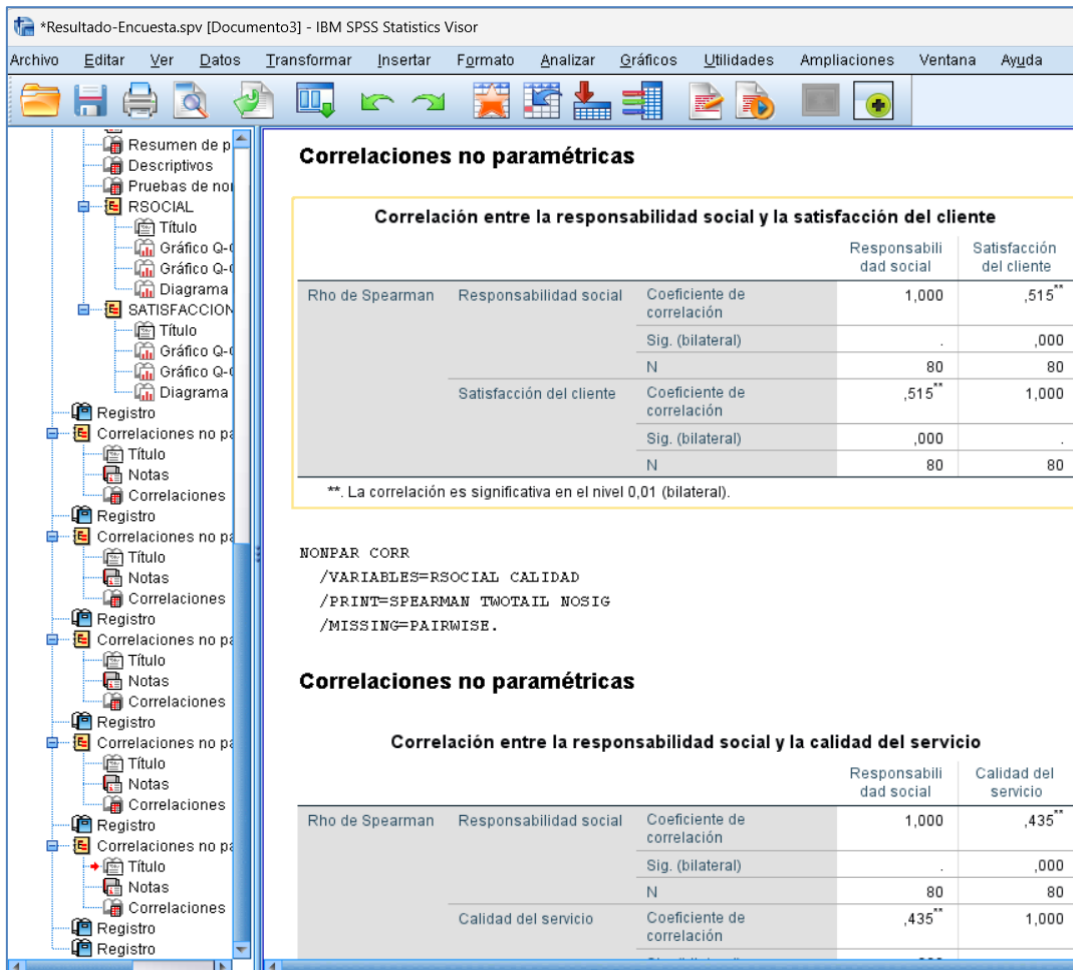 *Resultado-Encuesta.spv [Documento3] - IBM SPSS Statistics Visor
Archivo Editar Ver Datos Transformar Insertar Formato Analizar Gráficos Utilidades Ampliaciones Ventana Ayuda
Resumen de p
Descriptivos
Pruebas de nor
RSOCIAL
Título
Gráfico Q-
Gráfico Q-
Diagrama
SATISFACCION
Título
Gráfico Q-
Gráfico Q-
Diagrama
Registro
Correlaciones no pa
Título
Notas
Correlaciones
Registro
Correlaciones no pa
Título
Notas
Correlaciones
Registro
Correlaciones no pa
Título
Notas
Correlaciones
Registro
Correlaciones no pa
Título
Notas
Correlaciones
Registro
Correlaciones no pa
Título
Notas
Correlaciones
Registro
Registro
Correlaciones no paramétricas
Correlación entre la responsabilidad social y la satisfacción del cliente
Responsabili Satisfacción
dad social del cliente
Rho de Spearman Responsabilidad social Coeficiente de 1,000 ,515**
correlación
Sig. (bilateral) . ,000
N 80 80
Satisfacción del cliente Coeficiente de ,515** 1,000
correlación
Sig. (bilateral) ,000 .
N 80 80
**. La correlación es significativa en el nivel 0,01 (bilateral).
NONPAR CORR
/VARIABLES=RSOCIAL CALIDAD
/PRINT=SPEARMAN TWOTAIL NOSIG
/MISSING=PAIRWISE.
Correlaciones no paramétricas
Correlación entre la responsabilidad social y la calidad del servicio
Responsabili Calidad del
dad social servicio
Rho de Spearman Responsabilidad social Coeficiente de 1,000 ,435**
correlación
Sig. (bilateral) . ,000
N 80 80
Calidad del servicio Coeficiente de ,435** 1,000
correlación